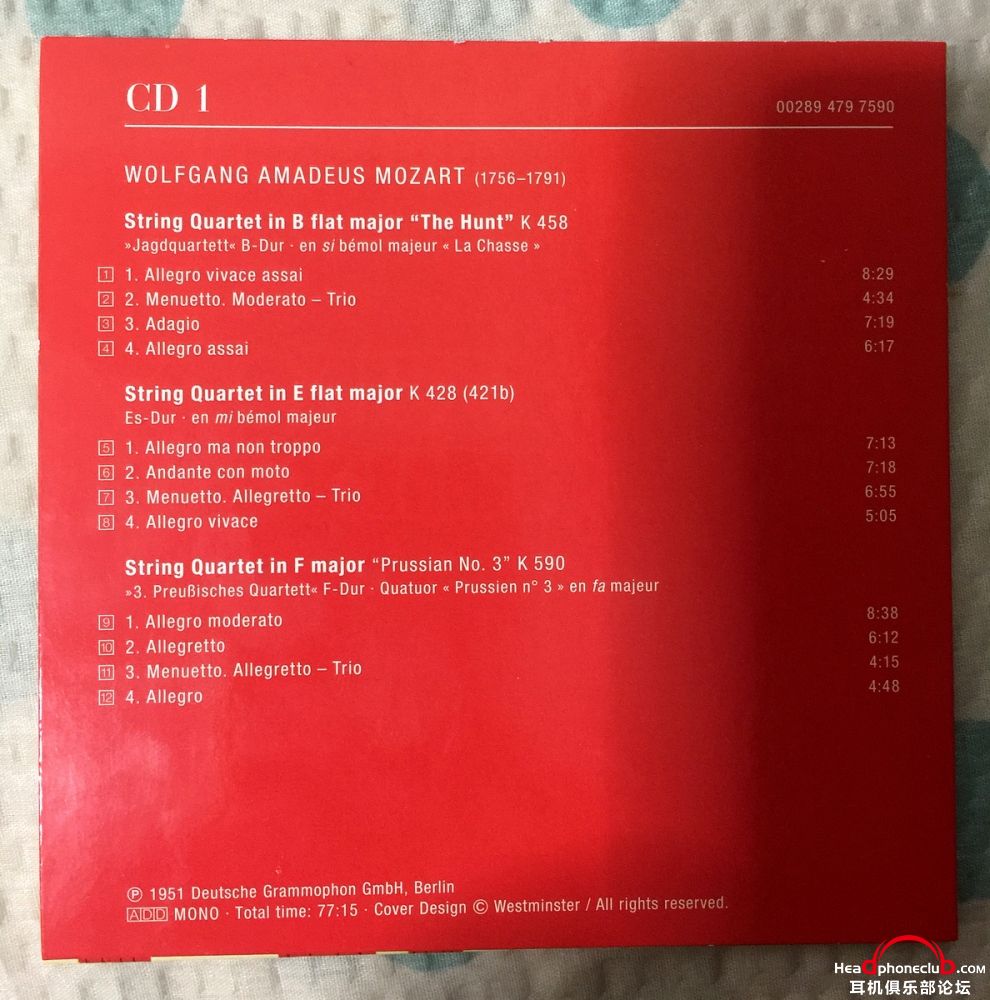 CD 1
00289 479 7590
WOLFGANG AMADEUS MOZART (1756–1791)
String Quartet in B flat major “The Hunt” K 458
»Jagdquartett« B-Dur · en si bémol majeur « La Chasse »
1 1. Allegro vivace assai 8:29
2 2. Menuetto. Moderato – Trio 4:34
3 3. Adagio 7:19
4 4. Allegro assai 6:17
String Quartet in E flat major K 428 (421b)
Es-Dur · en mi bémol majeur
5 1. Allegro ma non troppo 7:13
6 2. Andante con moto 7:18
7 3. Menuetto. Allegretto – Trio 6:55
8 4. Allegro vivace 5:05
String Quartet in F major “Prussian No. 3” K 590
»3. Preußisches Quartett« F-Dur · Quatuor « Prussien n° 3 » en fa majeur
9 1. Allegro moderato 8:38
10 2. Allegretto 6:12
11 3. Menuetto. Allegretto – Trio 4:15
12 4. Allegro 4:48
℗ 1951 Deutsche Grammophon GmbH, Berlin
ADD MONO · Total time: 77:15 · Cover Design © Westminster / All rights reserved.
Headphoneclub.com
耳机俱乐部论坛